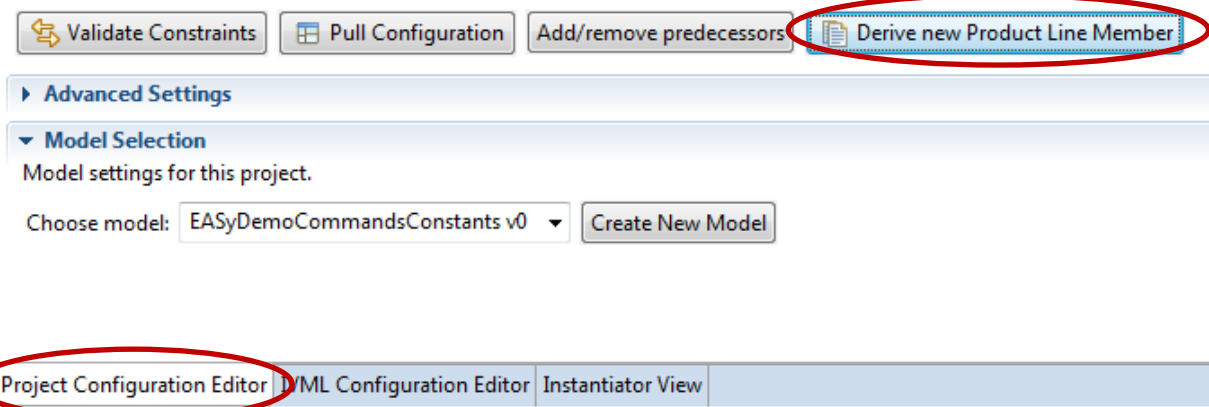 Validate Constraints Pull Configuration Add/remove predecessors Derive new Product Line Member
Advanced Settings
Model Selection
Model settings for this project.
Choose model: EASyDemoCommandsConstants v0 Create New Model
Project Configuration Editor VML Configuration Editor Instantiator View